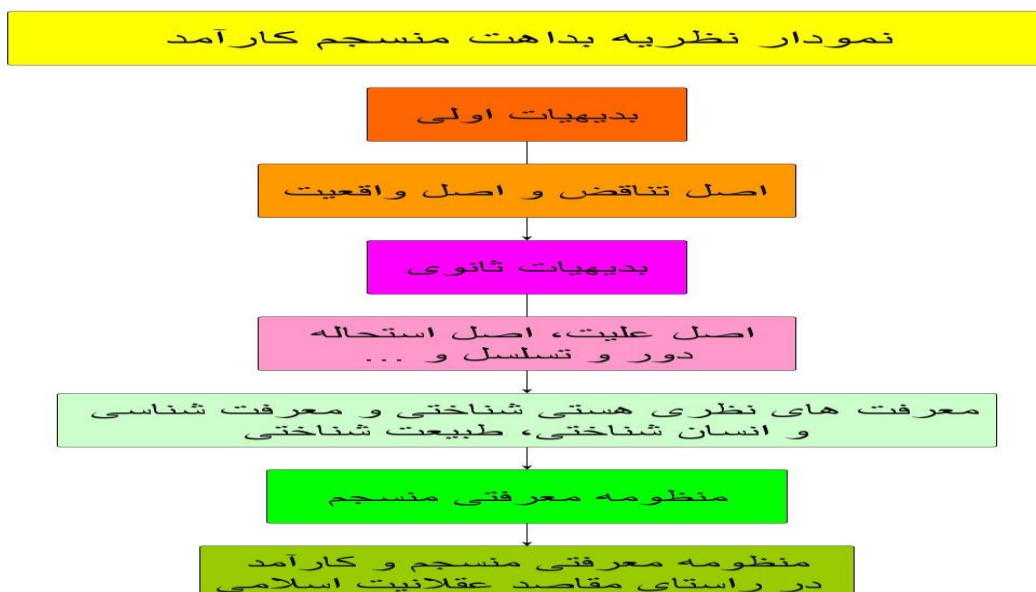 نمودار نظریه بداهت منسجم کارآمد
بدیهیات اولی
اصل تناقض و اصل واقعیت
بدیهیات ثانوی
اصل علیت، اصل استحاله
دور و تسلسل و ...
معرفت های نظری هستی شناختی و معرفت شناسی
و انسان شناختی، طبیعت شناختی
منظومه معرفتی منسجم
منظومه معرفتی منسجم و کارآمد
در راستای مقاصد عقلانیت اسلامی